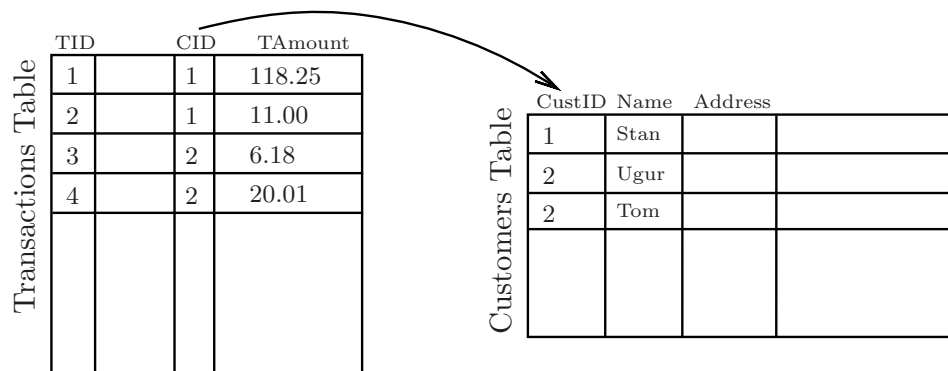 Transactions Table
TID CID TAmount
1 1 118.25
2 1 11.00
3 2 6.18
4 2 20.01
Customers Table
CustID Name Address
1 Stan
2 Ugur
2 Tom